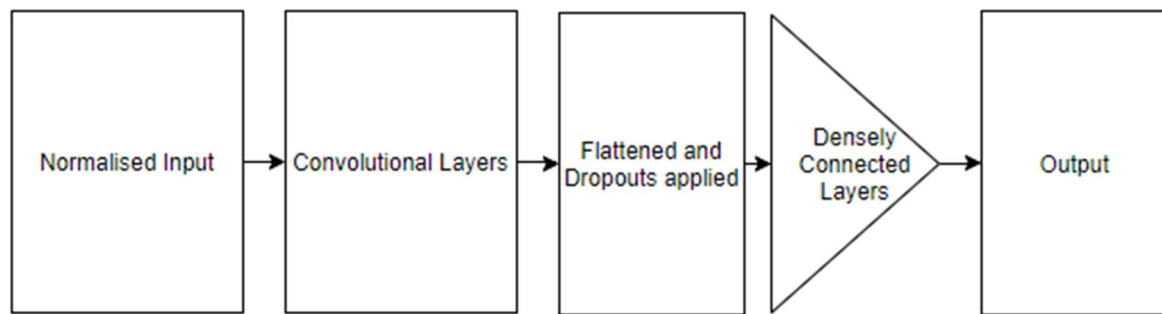 Normalised Input
Convolutional Layers
Flattened and
Dropouts applied
Densely
Connected
Layers
Output